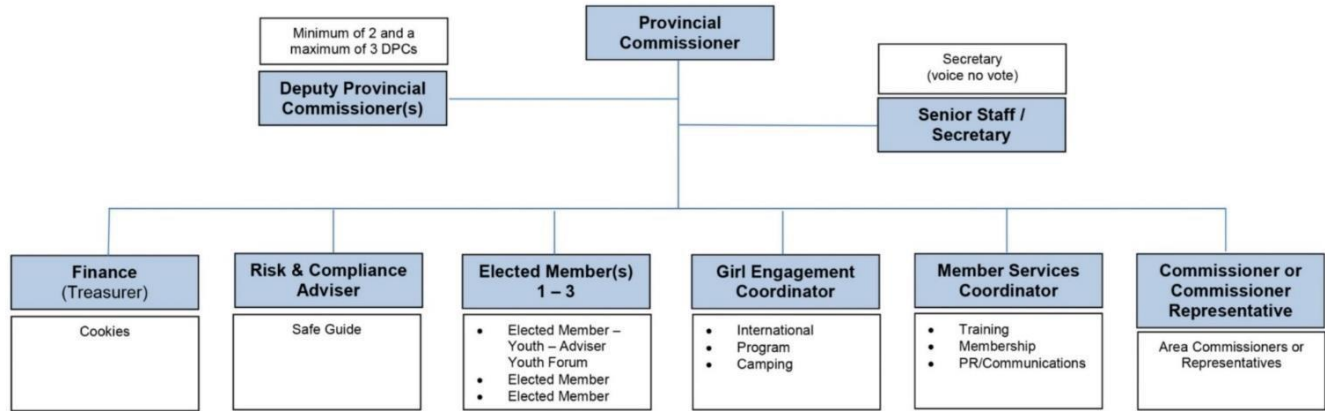 Provincial
Commissioner
Minimum of 2 and a
maximum of 3 DPCs
Deputy Provincial
Commissioner(s)
Secretary
(voice no vote)
Senior Staff /
Secretary
Finance
(Treasurer)
Cookies
Risk & Compliance
Adviser
Safe Guide
Elected Member(s)
1 – 3
• Elected Member –
Youth – Adviser
Youth Forum
• Elected Member
• Elected Member
Girl Engagement
Coordinator
• International
• Program
• Camping
Member Services
Coordinator
• Training
• Membership
• PR/Communications
Commissioner or
Commissioner
Representative
Area Commissioners or
Representatives